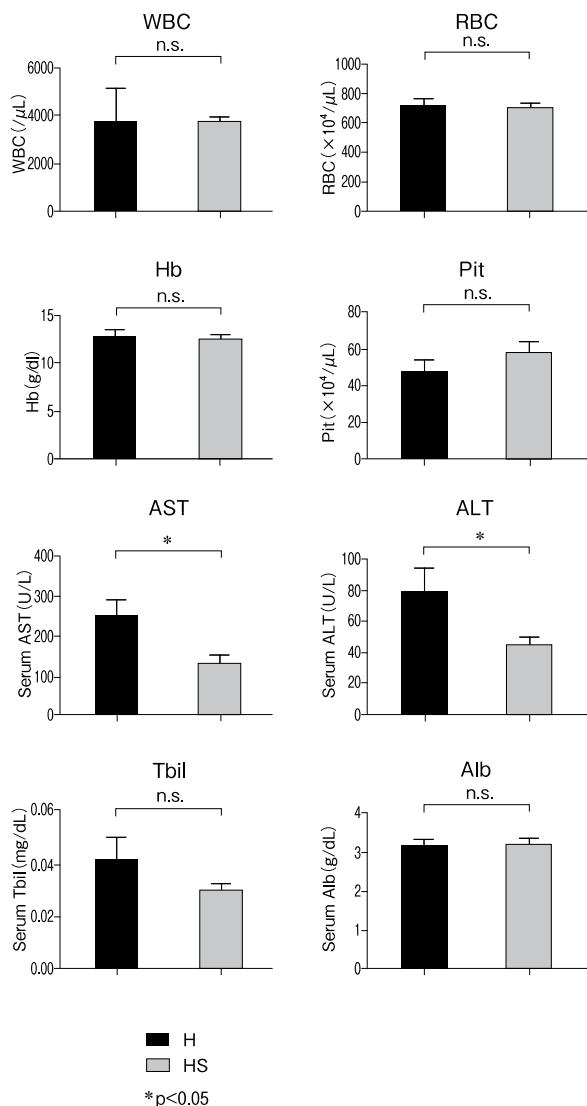 WBC
n.s.
6000
4000
2000
0
WBC (/μL)
RBC
n.s.
1000
800
600
400
200
0
RBC (×10⁴/μL)
Hb
n.s.
15
10
5
0
Hb (g/dl)
Pit
n.s.
80
60
40
20
0
Pit (×10⁴/μL)
AST
*
400
300
200
100
0
Serum AST (U/L)
ALT
*
100
80
60
40
20
0
Serum ALT (U/L)
Tbil
n.s.
0.06
0.04
0.02
0.00
Serum Tbil (mg/dL)
Alb
n.s.
4
3
2
1
0
Serum Alb (g/dL)
H
HS
*p<0.05